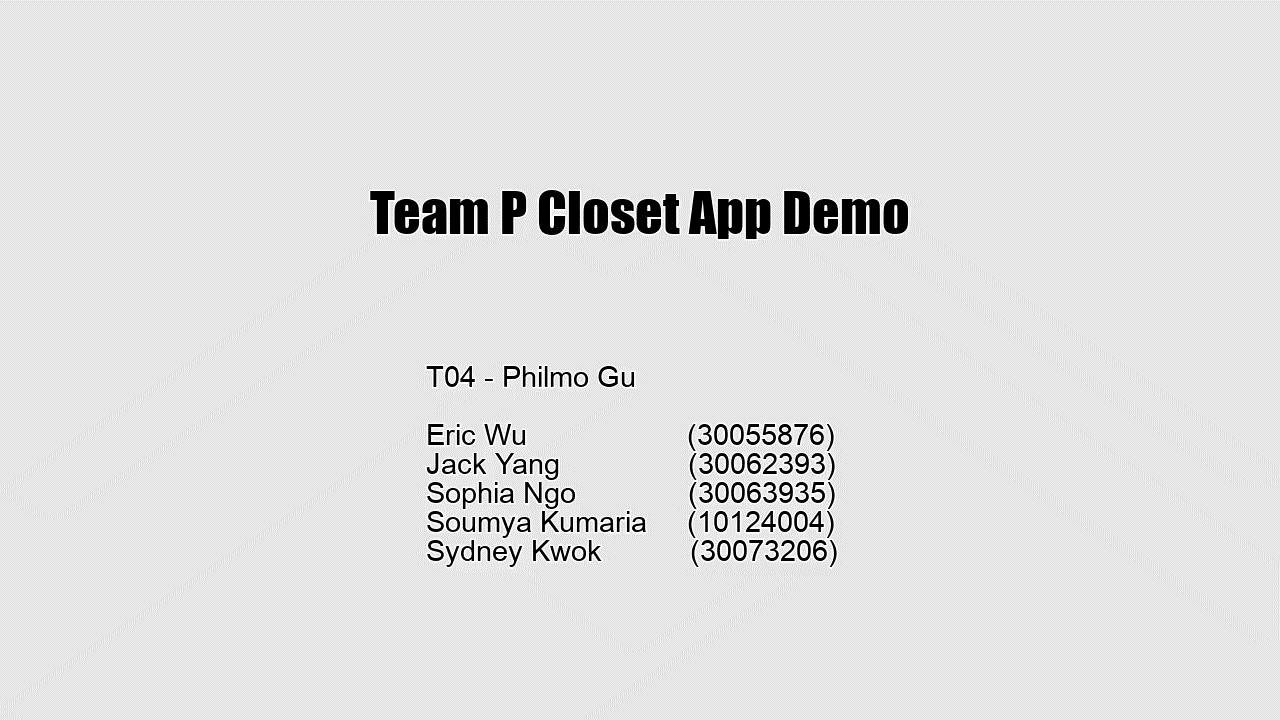 Team P Closet App Demo
T04 - Philmo Gu
Eric Wu (30055876)
Jack Yang (30062393)
Sophia Ngo (30063935)
Soumya Kumaria (10124004)
Sydney Kwok (30073206)